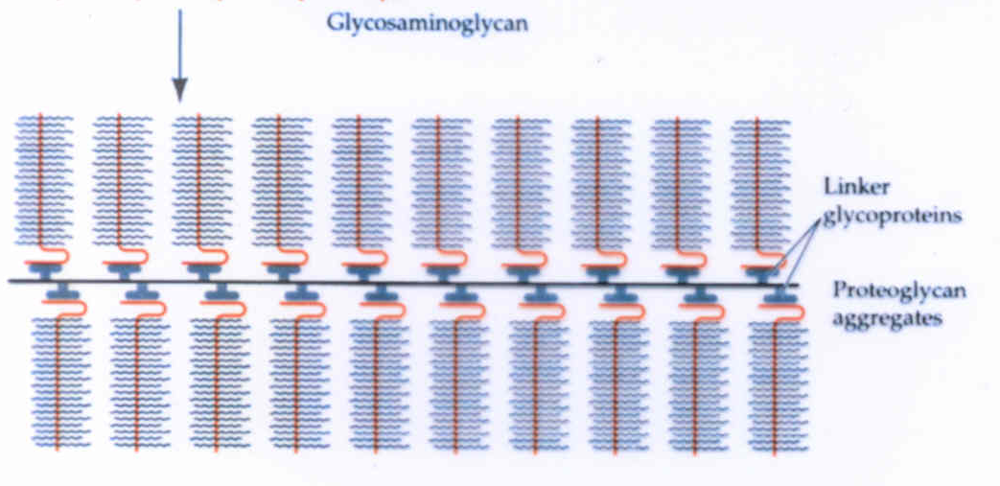 Glycosaminoglycan
Linker
glycoproteins
Proteoglycan
aggregates